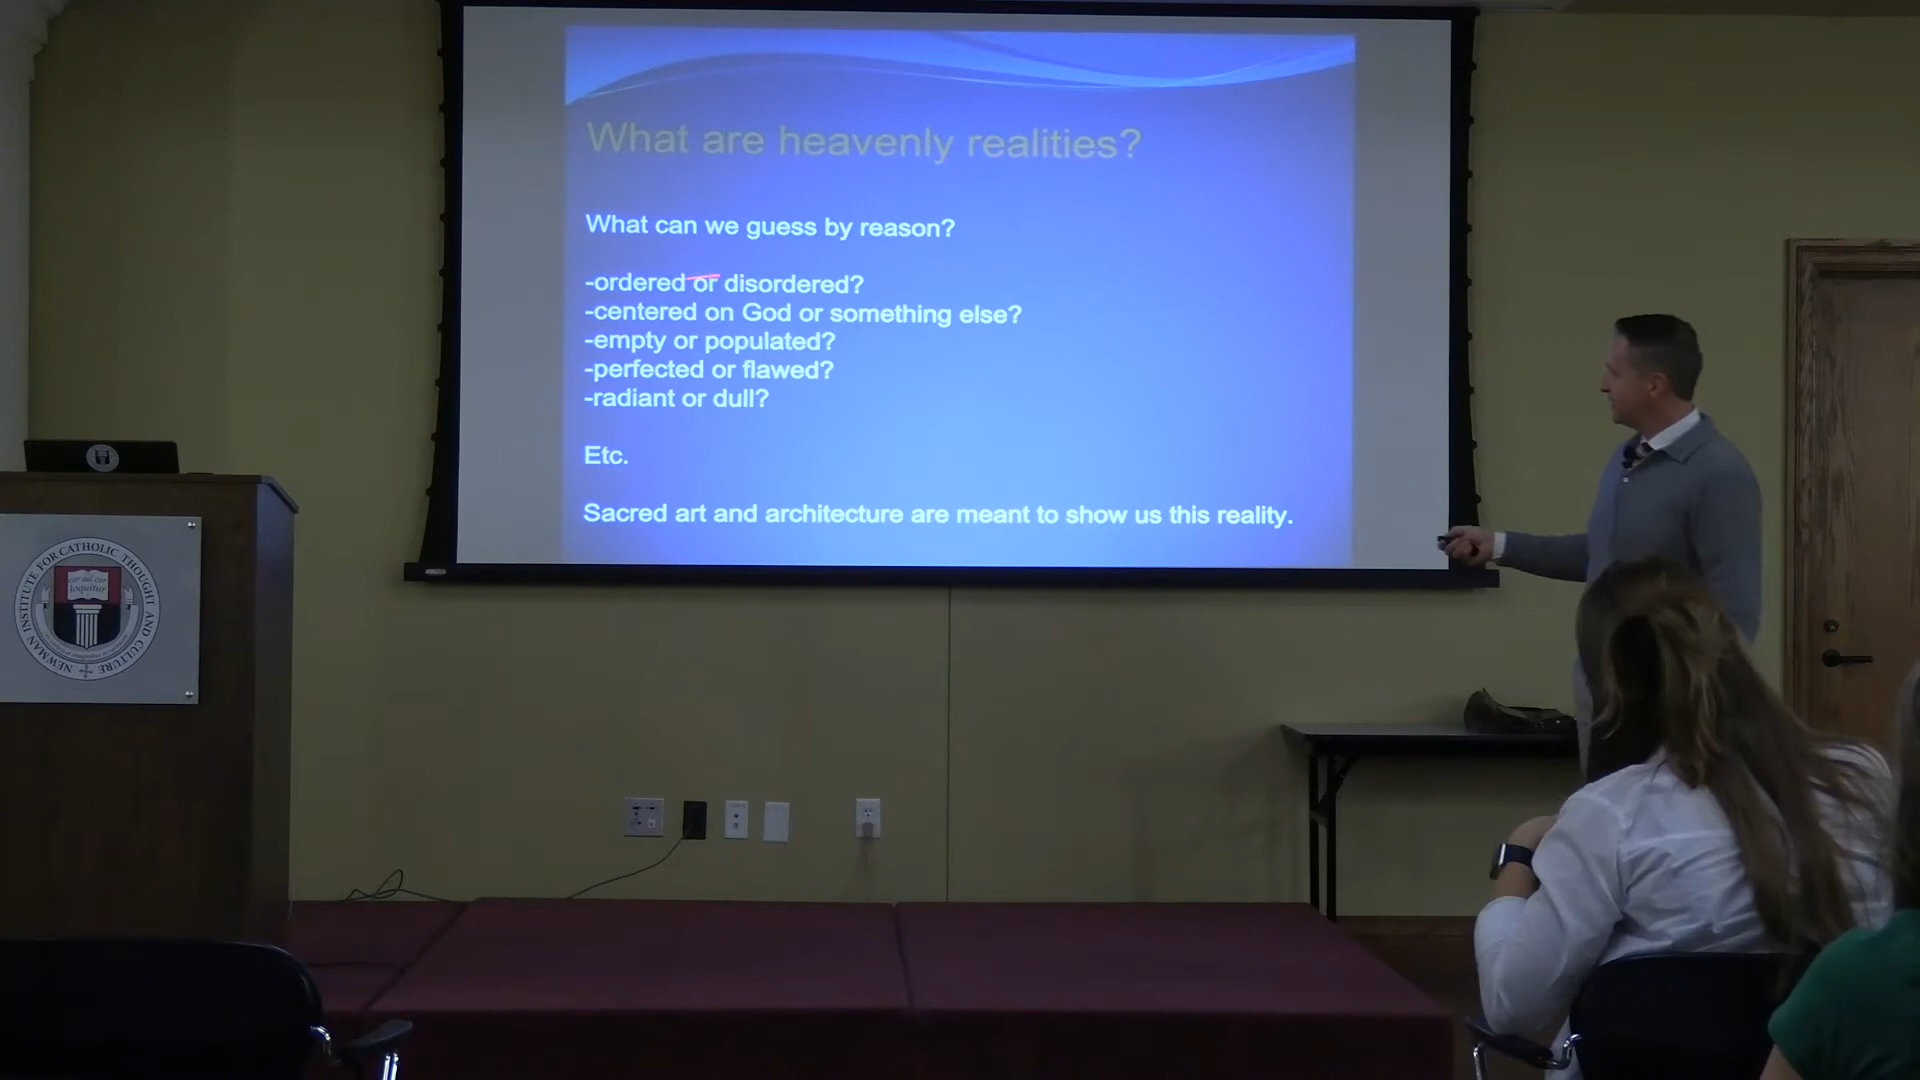 What are heavenly realities?
What can we guess by reason?
-ordered or disordered?
-centered on God or something else?
-empty or populated?
-perfected or flawed?
-radiant or dull?
Etc.
Sacred art and architecture are meant to show us this reality.
NEWMAN INSTITUTE FOR CATHOLIC THOUGHT AND CULTURE
cor ad cor
loquitur